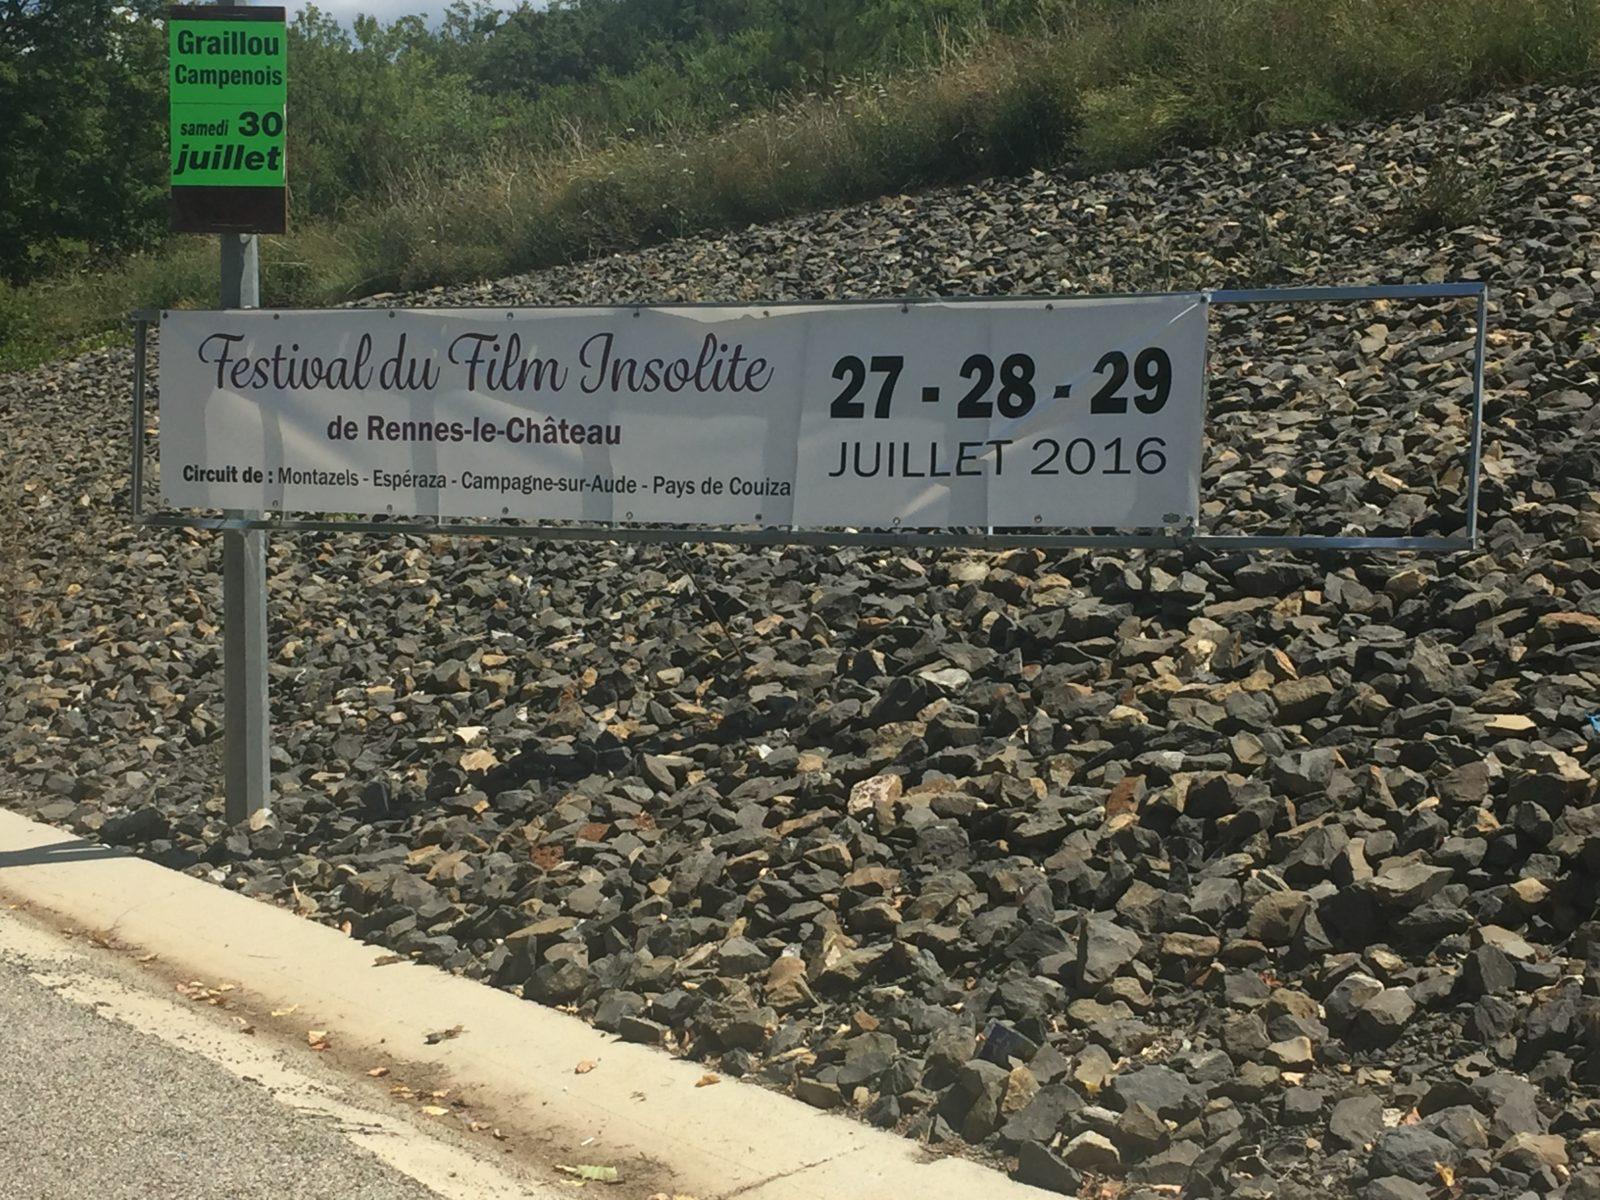 Graillou
Campenois
samedi 30
juillet
Festival du Film Insolite
de Rennes-le-Château
Circuit de : Montazels - Espéraza - Campagne-sur-Aude - Pays de Couiza
27 - 28 - 29
JUILLET 2016